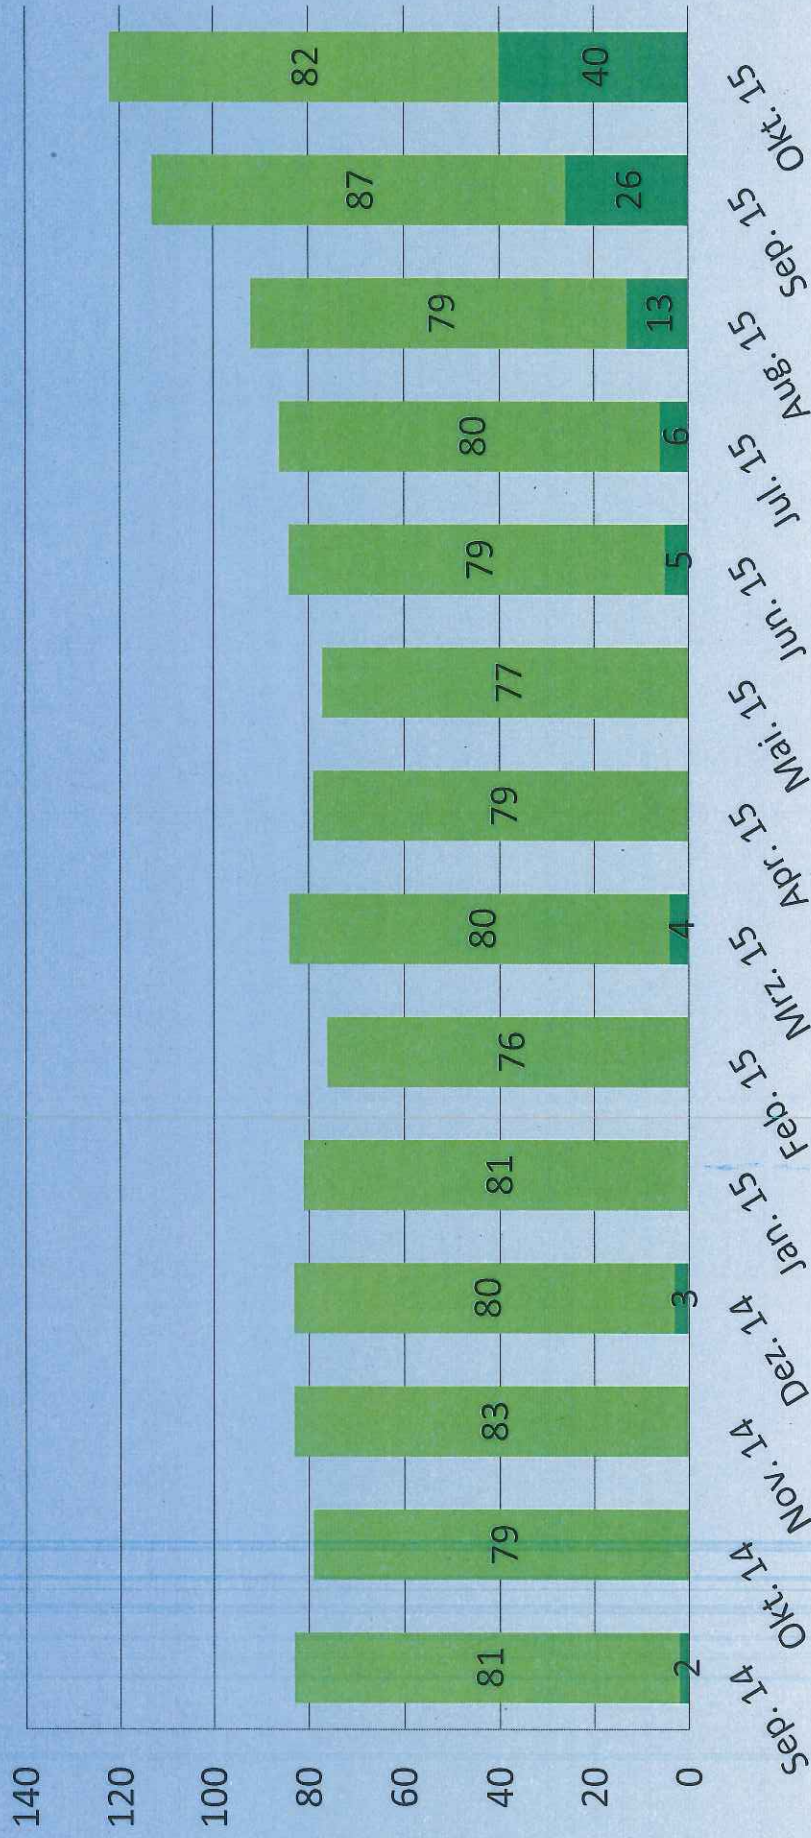 140
120
100
80
60
40
20
0
81
79
83
80
81
76
80
79
77
79
80
79
87
82
2
3
4
5
6
13
26
40
Sep. 14
Okt. 14
Nov. 14
Dez. 14
Jan. 15
Feb. 15
Mrz. 15
Apr. 15
Mai. 15
Jun. 15
Jul. 15
Aug. 15
Sep. 15
Okt. 15